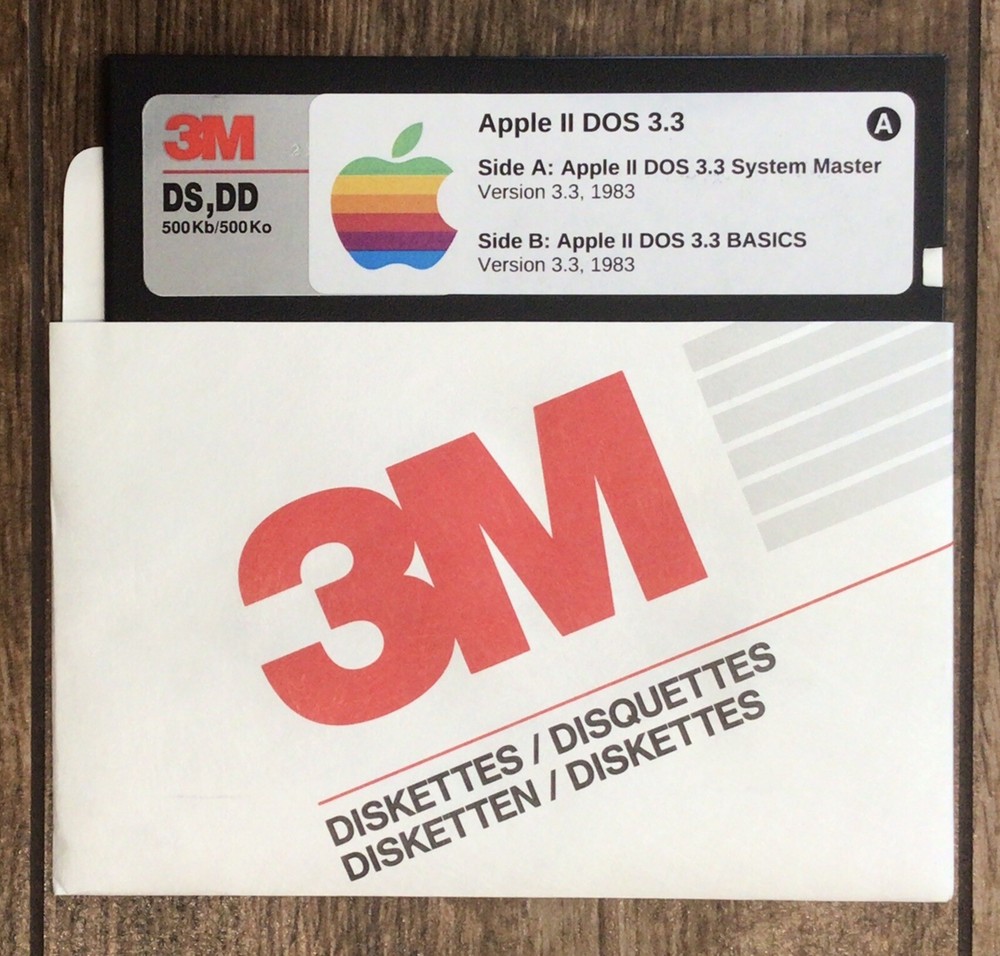 3M
DS,DD
500Kb/500Ko
Apple II DOS 3.3
A
Side A: Apple II DOS 3.3 System Master
Version 3.3, 1983
Side B: Apple II DOS 3.3 BASICS
Version 3.3, 1983
3M
DISKETTES / DISQUETTES
DISKETTEN / DISKETTES